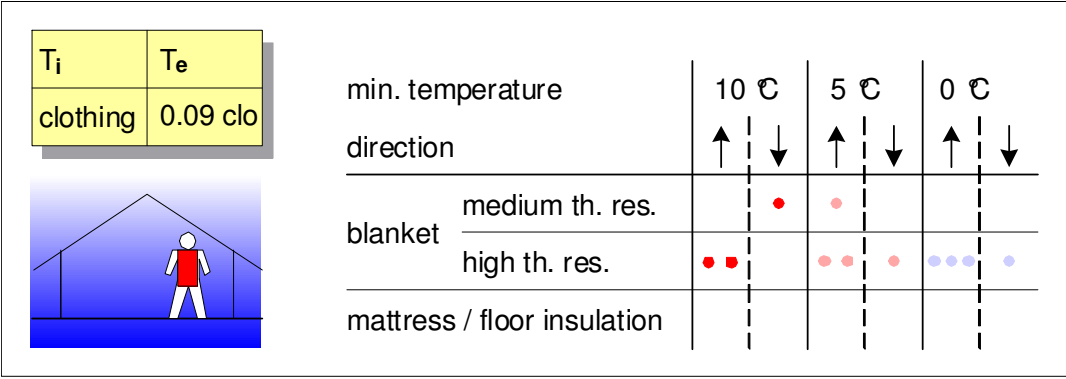 Ti Te
clothing 0.09 clo
min. temperature 10 °C 5 °C 0 °C
direction
medium th. res.
blanket
high th. res.
mattress / floor insulation